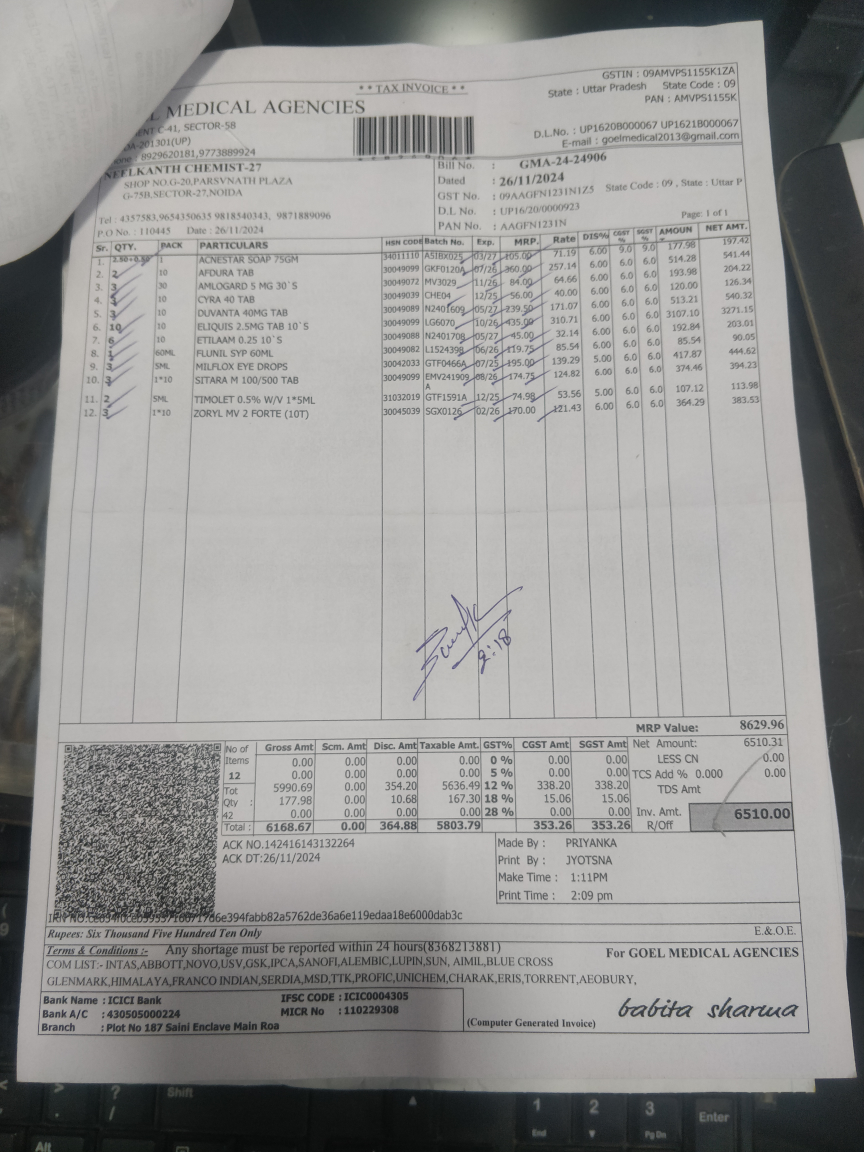 * * TAX INVOICE * *
GSTIN : 09AMVPS1155K1ZA
State : Uttar Pradesh State Code : 09
PAN : AMVPS1155K
EL MEDICAL AGENCIES
C-41, SECTOR-58
201301(UP)
: 8929620181,9773889924
D.L.No. : UP1620B000067 UP1621B000067
E-mail : goelmedical2013@gmail.com
NEELKANTH CHEMIST-27
SHOP NO.G-20,PARSVNATH PLAZA
G-75B,SECTOR-27,NOIDA
Tel : 4357583,9654350635 9818540343, 9871889096
P.O No. : 110445 Date : 26/11/2024
Bill No. : GMA-24-24906
Dated : 26/11/2024
GST No. : 09AAGFN1231N1Z5 State Code : 09 , State : Uttar P
D.L No. : UP16/20/0000923
PAN No. : AAGFN1231N
Page: 1 of 1
Sr. QTY. PACK PARTICULARS HSN CODE Batch No. Exp. MRP. Rate DIS% CGST % SGST % AMOUN NET AMT.
1. 2.50+0.50 1 ACNESTAR SOAP 75GM 34011110 ASIBX025 03/27 105.00 71.19 6.00 9.0 9.0 177.98 197.42
2. 2 10 AFDURA TAB 30049099 GKF0120A 07/26 360.00 257.14 6.00 6.0 6.0 514.28 541.44
3. 3 30 AMLOGARD 5 MG 30`S 30049072 MV3029 11/26 84.00 64.66 6.00 6.0 6.0 193.98 204.22
4. 10 CYRA 40 TAB 30049039 CHE04 12/25 56.00 40.00 6.00 6.0 6.0 120.00 126.34
5. 3 10 DUVANTA 40MG TAB 30049089 N2401609 05/27 239.50 171.07 6.00 6.0 6.0 513.21 540.32
6. 10 10 ELIQUIS 2.5MG TAB 10`S 30049099 LG6070 10/26 435.00 310.71 6.00 6.0 6.0 3107.10 3271.15
7. 6 10 ETILAAM 0.25 10`S 30049088 N2401708 05/27 45.00 32.14 6.00 6.0 6.0 192.84 203.01
8. 1 60ML FLUNIL SYP 60ML 30049082 L152439B 06/26 119.75 85.54 6.00 6.0 6.0 85.54 90.05
9. 3 5ML MILFLOX EYE DROPS 30042033 GTF0466A 07/25 195.00 139.29 5.00 6.0 6.0 417.87 444.62
10. 3 1*10 SITARA M 100/500 TAB 30049099 EMV241909 08/26 174.75 124.82 6.00 6.0 6.0 374.46 394.23
A
11. 2 5ML TIMOLET 0.5% W/V 1*5ML 31032019 GTF1591A 12/25 74.98 53.56 5.00 6.0 6.0 107.12 113.98
12. 3 1*10 ZORYL MV 2 FORTE (10T) 30045039 SGX0126 02/26 170.00 121.43 6.00 6.0 6.0 364.29 383.53
2:18
MRP Value: 8629.96
No of Items 12 Gross Amt Scm. Amt Disc. Amt Taxable Amt. GST% CGST Amt SGST Amt
0.00 0.00 0.00 0.00 0 % 0.00 0.00
0.00 0.00 0.00 0.00 5 % 0.00 0.00
Tot Qty : 42 5990.69 0.00 354.20 5636.49 12 % 338.20 338.20
177.98 0.00 10.68 167.30 18 % 15.06 15.06
0.00 0.00 0.00 0.00 28 % 0.00 0.00
Total : 6168.67 0.00 364.88 5803.79 353.26 353.26
Net Amount: 6510.31
LESS CN 0.00
TCS Add % 0.000 0.00
TDS Amt
Inv. Amt. 6510.00
R/Off
ACK NO.142416143132264
ACK DT:26/11/2024
Made By : PRIYANKA
Print By : JYOTSNA
Make Time : 1:11PM
Print Time : 2:09 pm
IRN NO:
Rupees: Six Thousand Five Hundred Ten Only E.& O.E.
Terms & Conditions :- Any shortage must be reported within 24 hours(8368213881)
COM LIST:- INTAS,ABBOTT,NOVO,USV,GSK,IPCA,SANOFI,ALEMBIC,LUPIN,SUN, AIMIL,BLUE CROSS
GLENMARK,HIMALAYA,FRANCO INDIAN,SERDIA,MSD,TTK,PROFIC,UNICHEM,CHARAK,ERIS,TORRENT,AEOBURY,
For GOEL MEDICAL AGENCIES
Bank Name : ICICI Bank IFSC CODE : ICIC0004305
Bank A/C : 430505000224 MICR No : 110229308
Branch : Plot No 187 Saini Enclave Main Roa
(Computer Generated Invoice)
babita sharma
Shift
1 End
2
3 Pg Dn
Enter
Alt